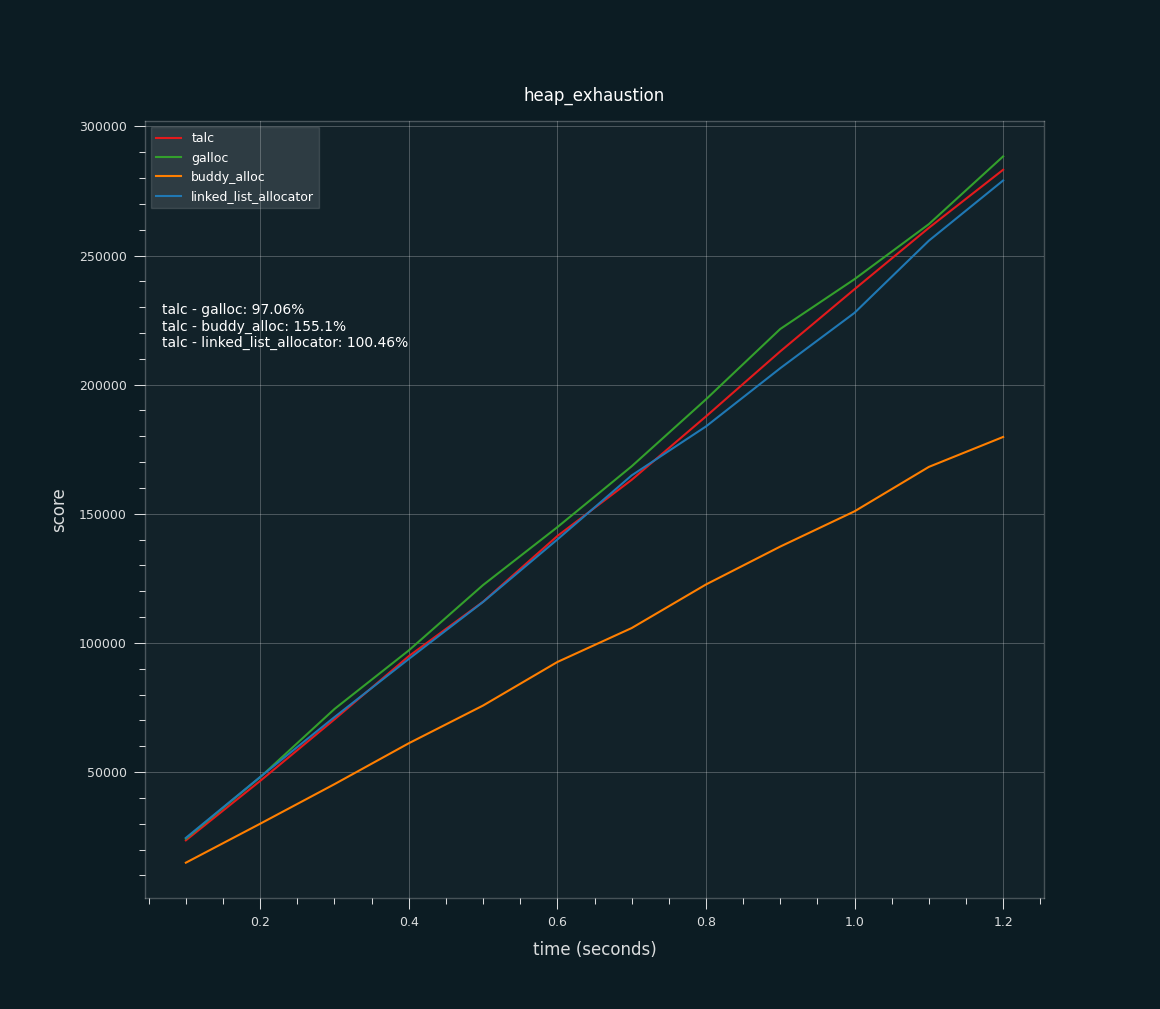 heap_exhaustion
300000
250000
200000
150000
100000
50000
score
talc
galloc
buddy_alloc
linked_list_allocator
talc - galloc: 97.06%
talc - buddy_alloc: 155.1%
talc - linked_list_allocator: 100.46%
0.2 0.4 0.6 0.8 1.0 1.2
time (seconds)